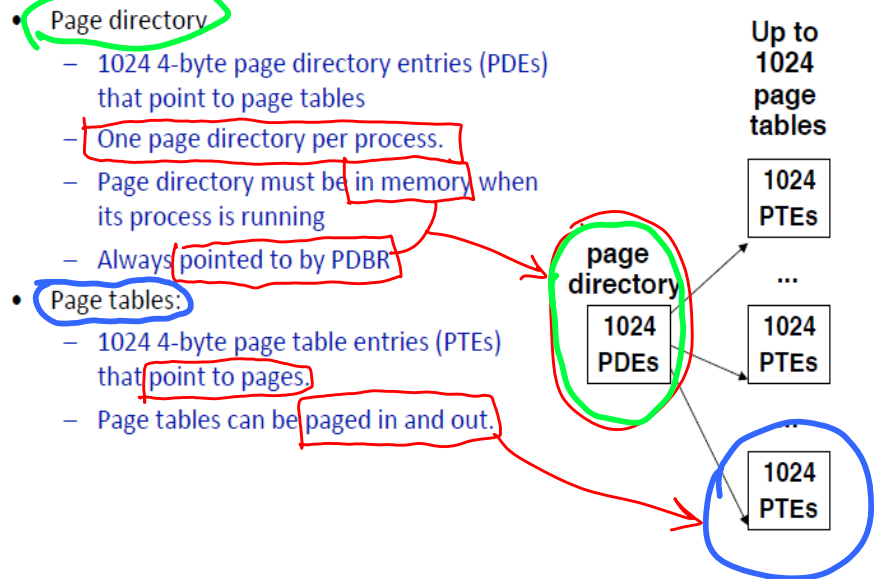 • Page directory
– 1024 4-byte page directory entries (PDEs)
that point to page tables
– One page directory per process.
– Page directory must be in memory when
its process is running
– Always pointed to by PDBR
• Page tables:
– 1024 4-byte page table entries (PTEs)
that point to pages.
– Page tables can be paged in and out.
page
directory
1024
PDEs
Up to
1024
page
tables
1024
PTEs
...
1024
PTEs
...
1024
PTEs